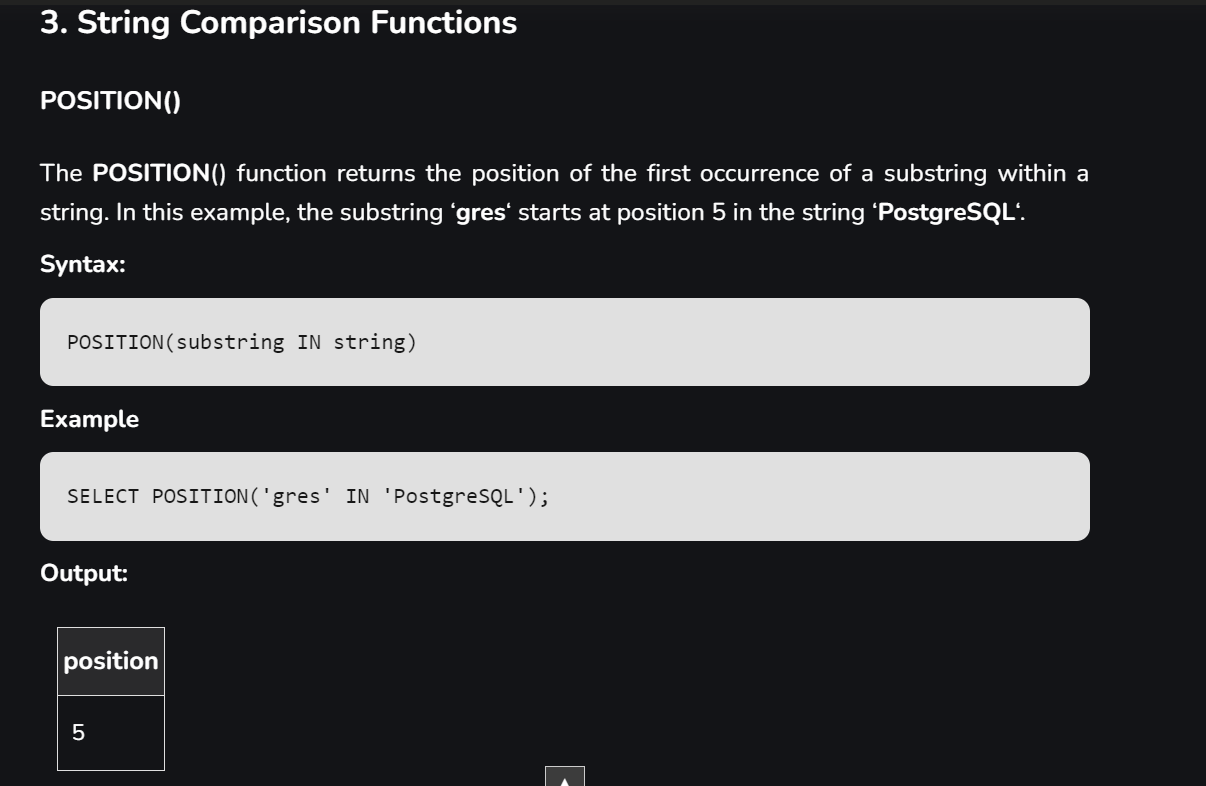 3. String Comparison Functions
POSITION()
The POSITION() function returns the position of the first occurrence of a substring within a
string. In this example, the substring ‘gres‘ starts at position 5 in the string ‘PostgreSQL‘.
Syntax:
POSITION(substring IN string)
Example
SELECT POSITION('gres' IN 'PostgreSQL');
Output:
position
5